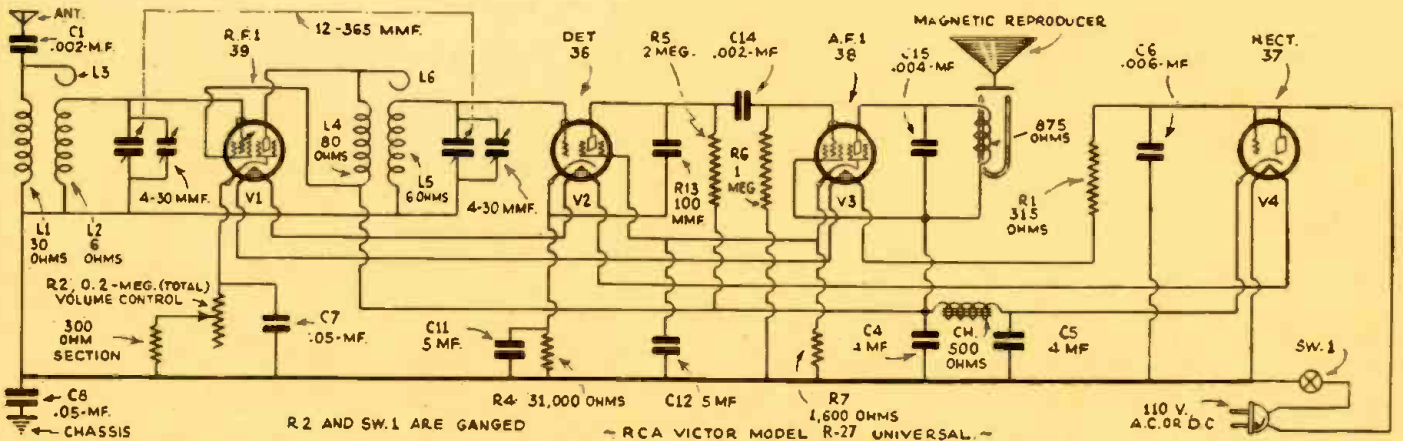 ANT.
C1
.002-M.F.
L3
L1
30
OHMS
L2
6
OHMS
12-365 MMF.
4-30 MMF.
R.F.1
39
V1
R2, 0.2-MEG.(TOTAL)
VOLUME CONTROL
300
OHM
SECTION
C7
.05-MF.
C8
.05-MF.
CHASSIS
L4
80
OHMS
L6
L5
6 OHMS
4-30 MMF.
DET
36
V2
C11
5 MF.
R4- 31,000 OHMS
R13
100
MMF.
R5
2 MEG.
C14
.002-MF
R6
1
MEG
C12 5 MF
A.F.1
38
V3
R7
1,600 OHMS
C15
.004-MF
MAGNETIC REPRODUCER
875
OHMS
C4
4 MF
CH.
500
OHMS
C5
4 MF
R1
315
OHMS
C6
.006-MF
RECT.
37
V4
SW.1
110 V.
A.C. OR D.C
R2 AND SW.1 ARE GANGED
~ RCA VICTOR MODEL R-27 UNIVERSAL. ~